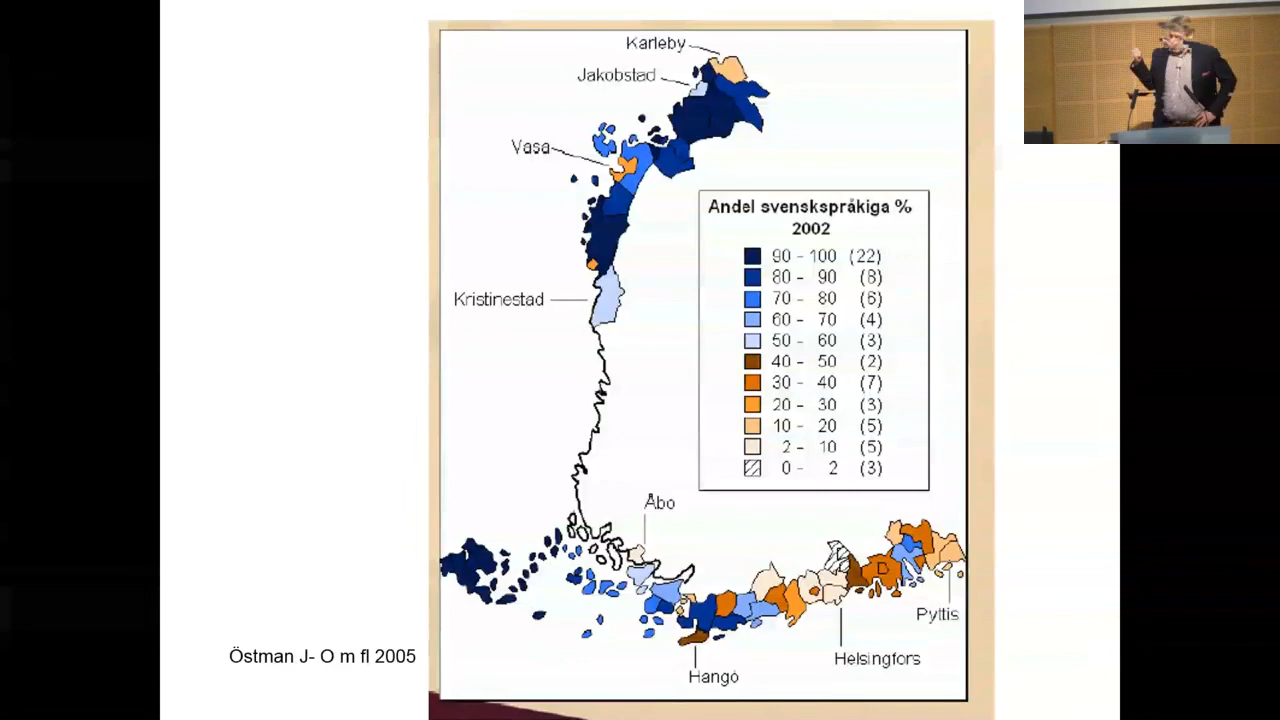 Karleby
Jakobstad
Vasa
Andel svenskspråkiga %
2002
90 - 100 (22)
80 - 90 (8)
70 - 80 (6)
60 - 70 (4)
50 - 60 (3)
40 - 50 (2)
30 - 40 (7)
20 - 30 (3)
10 - 20 (5)
2 - 10 (5)
0 - 2 (3)
Kristinestad
Åbo
Pyttis
Helsingfors
Hangö
Östman J- O m fl 2005